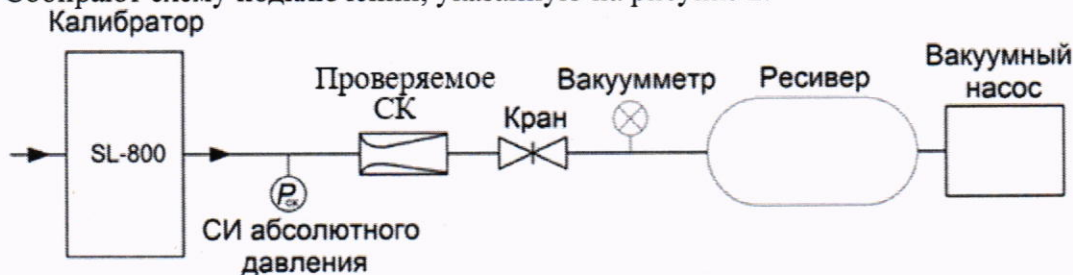 Калибратор
SL-800
Pск
СИ абсолютного
давления
Проверяемое
СК
Кран
Вакуумметр
Ресивер
Вакуумный
насос